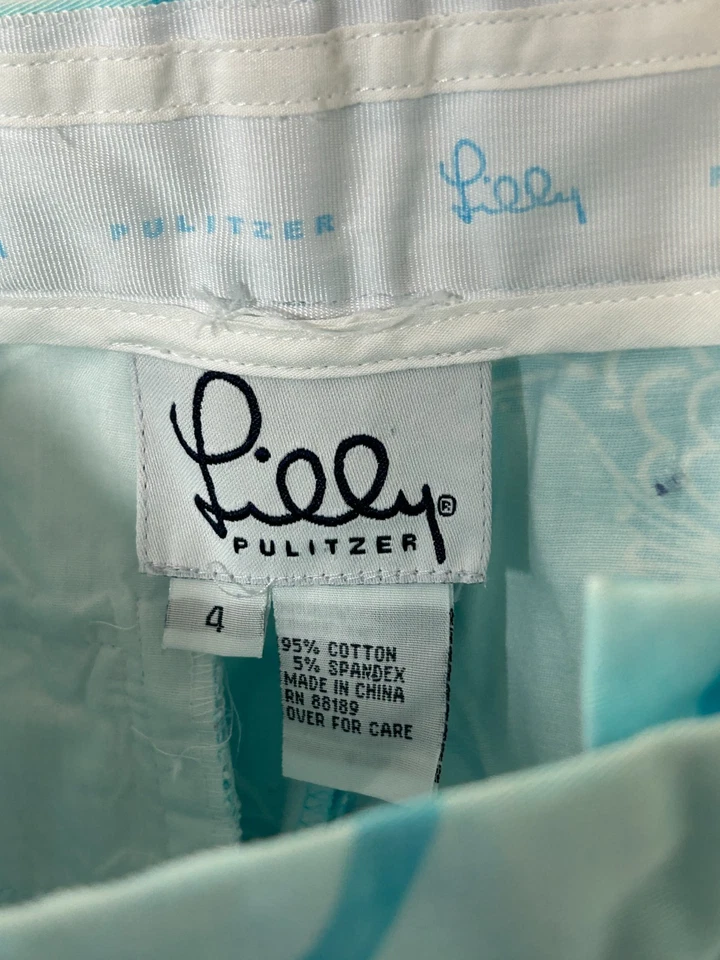 PULITZER
Lilly
Lilly®
PULITZER
4
95% COTTON
5% SPANDEX
MADE IN CHINA
RN 88189
OVER FOR CARE